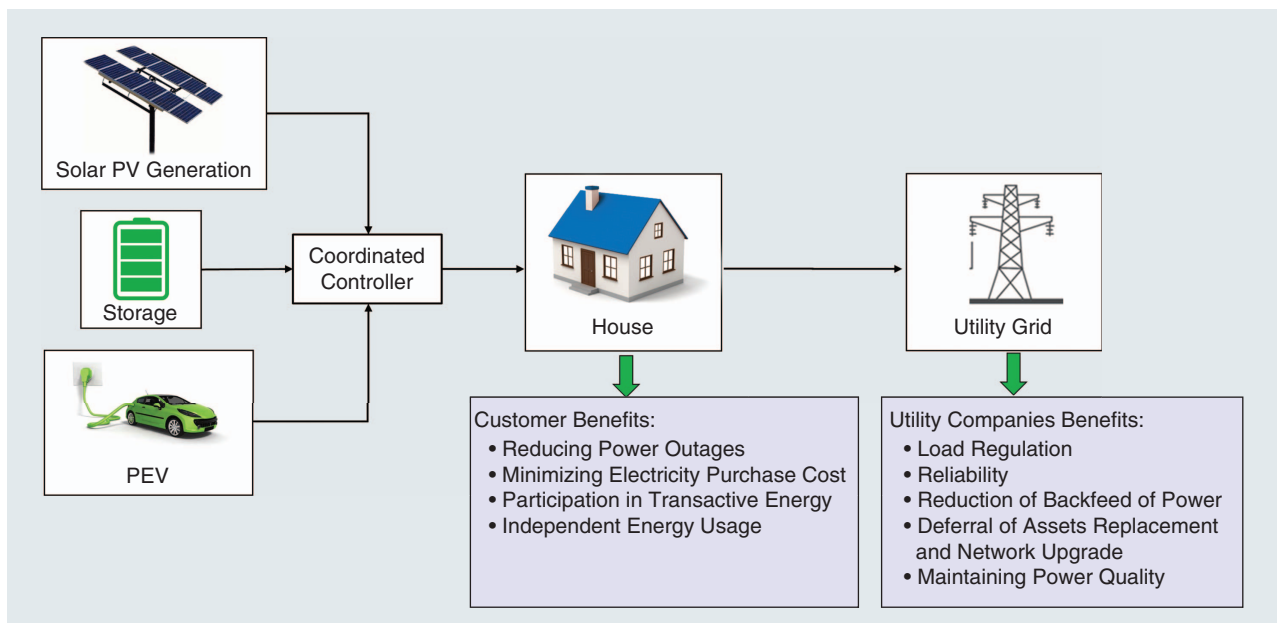 Solar PV Generation
Storage
PEV
Coordinated
Controller
House
Utility Grid
Customer Benefits:
• Reducing Power Outages
• Minimizing Electricity Purchase Cost
• Participation in Transactive Energy
• Independent Energy Usage
Utility Companies Benefits:
• Load Regulation
• Reliability
• Reduction of Backfeed of Power
• Deferral of Assets Replacement
and Network Upgrade
• Maintaining Power Quality